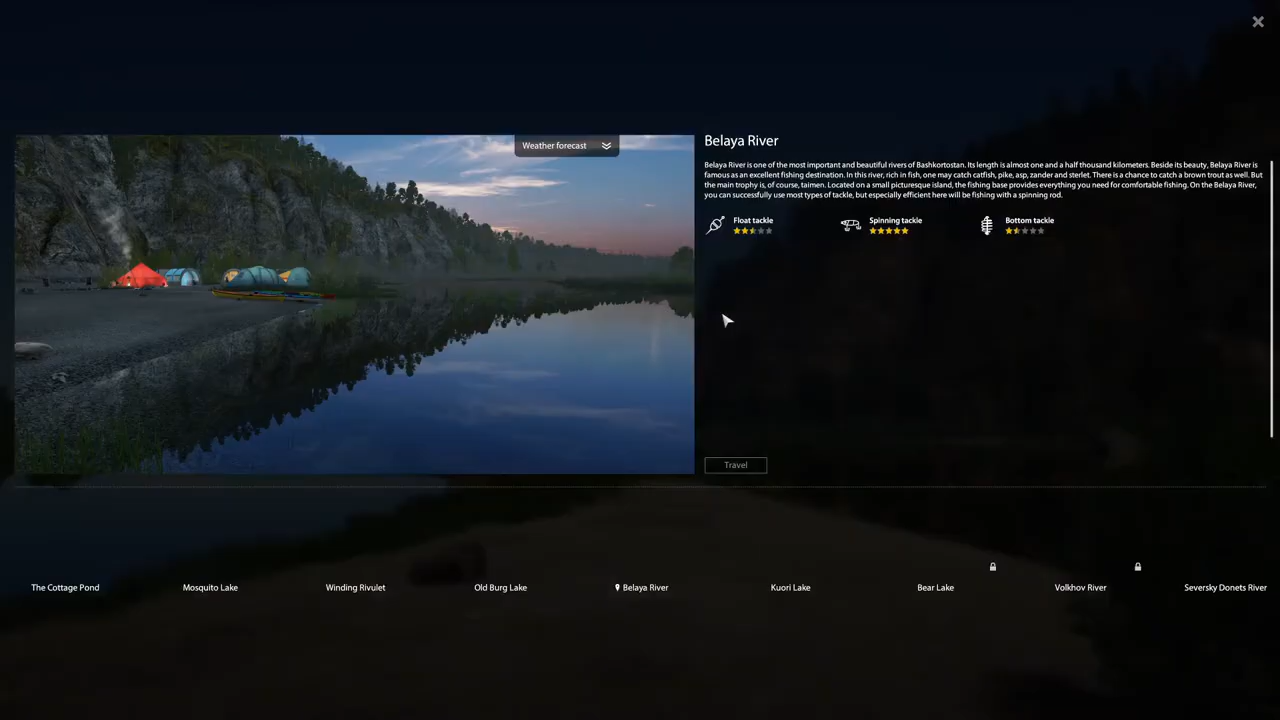 Weather forecast
Belaya River
Belaya River is one of the most important and beautiful rivers of Bashkortostan. Its length is almost one and a half thousand kilometers. Beside its beauty, Belaya River is
famous as an excellent fishing destination. In this river, rich in fish, one may catch catfish, pike, asp, zander and sterlet. There is a chance to catch a brown trout as well. But
the main trophy is, of course, taimen. Located on a small picturesque island, the fishing base provides everything you need for comfortable fishing. On the Belaya River,
you can successfully use most types of tackle, but especially efficient here will be fishing with a spinning rod.
Float tackle
Spinning tackle
Bottom tackle
Travel
The Cottage Pond
Mosquito Lake
Winding Rivulet
Old Burg Lake
Belaya River
Kuori Lake
Bear Lake
Volkhov River
Seversky Donets River